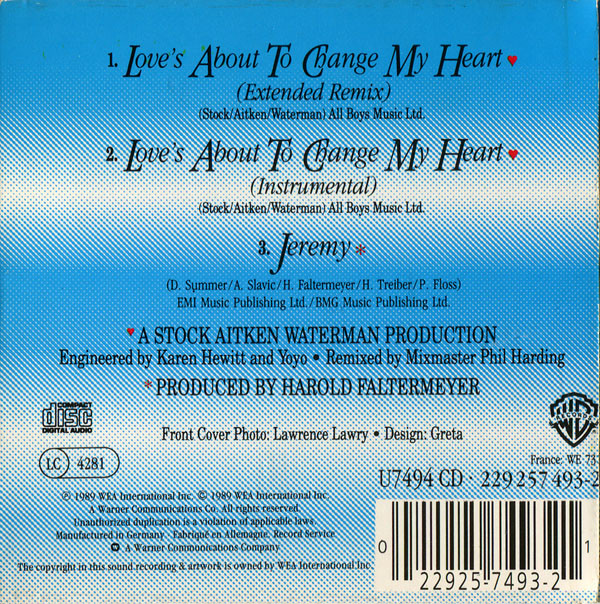 1. Love's About To Change My Heart ♥
(Extended Remix)
(Stock/Aitken/Waterman) All Boys Music Ltd.
2. Love's About To Change My Heart ♥
(Instrumental)
(Stock/Aitken/Waterman) All Boys Music Ltd.
3. Jeremy *
(D. Summer/A. Slavic/H. Faltermeyer/H. Treiber/P. Floss)
EMI Music Publishing Ltd./BMG Music Publishing Ltd.
♥ A STOCK AITKEN WATERMAN PRODUCTION
Engineered by Karen Hewitt and Yoyo • Remixed by Mixmaster Phil Harding
* PRODUCED BY HAROLD FALTERMEYER
COMPACT
disc
DIGITAL AUDIO
WB
RECORDS
Front Cover Photo: Lawrence Lawry • Design: Greta
LC 4281
France: WE 73
U7494 CD · 229 257 493-2
℗ 1989 WEA International Inc. © 1989 WEA International Inc.
A Warner Communications Co. All rights reserved.
Unauthorized duplication is a violation of applicable laws.
Manufactured in Germany · Fabriqué en Allemagne. Record Service
A Warner Communications Company
The copyright in this sound recording & artwork is owned by WEA International Inc.
0 22925-7493-2 1